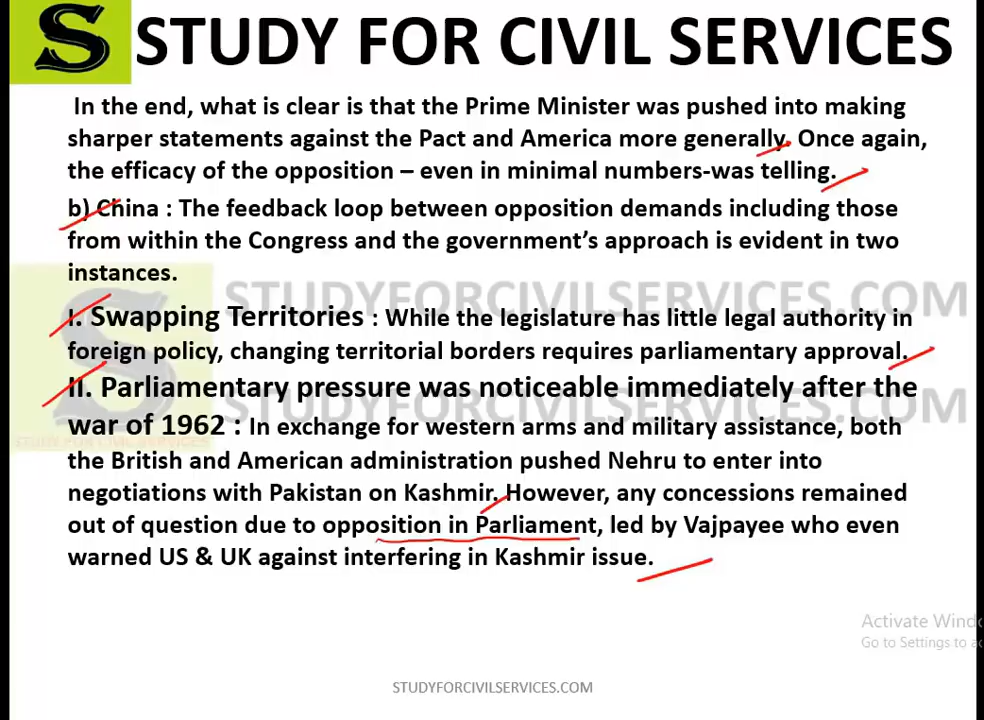 S STUDY FOR CIVIL SERVICES
In the end, what is clear is that the Prime Minister was pushed into making
sharper statements against the Pact and America more generally. Once again,
the efficacy of the opposition – even in minimal numbers-was telling.
b) China : The feedback loop between opposition demands including those
from within the Congress and the government's approach is evident in two
instances.
STUDYFORCIVILSERVICES.COM
I. Swapping Territories : While the legislature has little legal authority in
foreign policy, changing territorial borders requires parliamentary approval.
II. Parliamentary pressure was noticeable immediately after the
STUDYFORCIVILSERVICES.COM
war of 1962 : In exchange for western arms and military assistance, both
STUDY FOR CIVIL SERVICES
the British and American administration pushed Nehru to enter into
negotiations with Pakistan on Kashmir. However, any concessions remained
out of question due to opposition in Parliament, led by Vajpayee who even
warned US & UK against interfering in Kashmir issue.
Activate Wind
Go to Settings to ac
STUDYFORCIVILSERVICES.COM